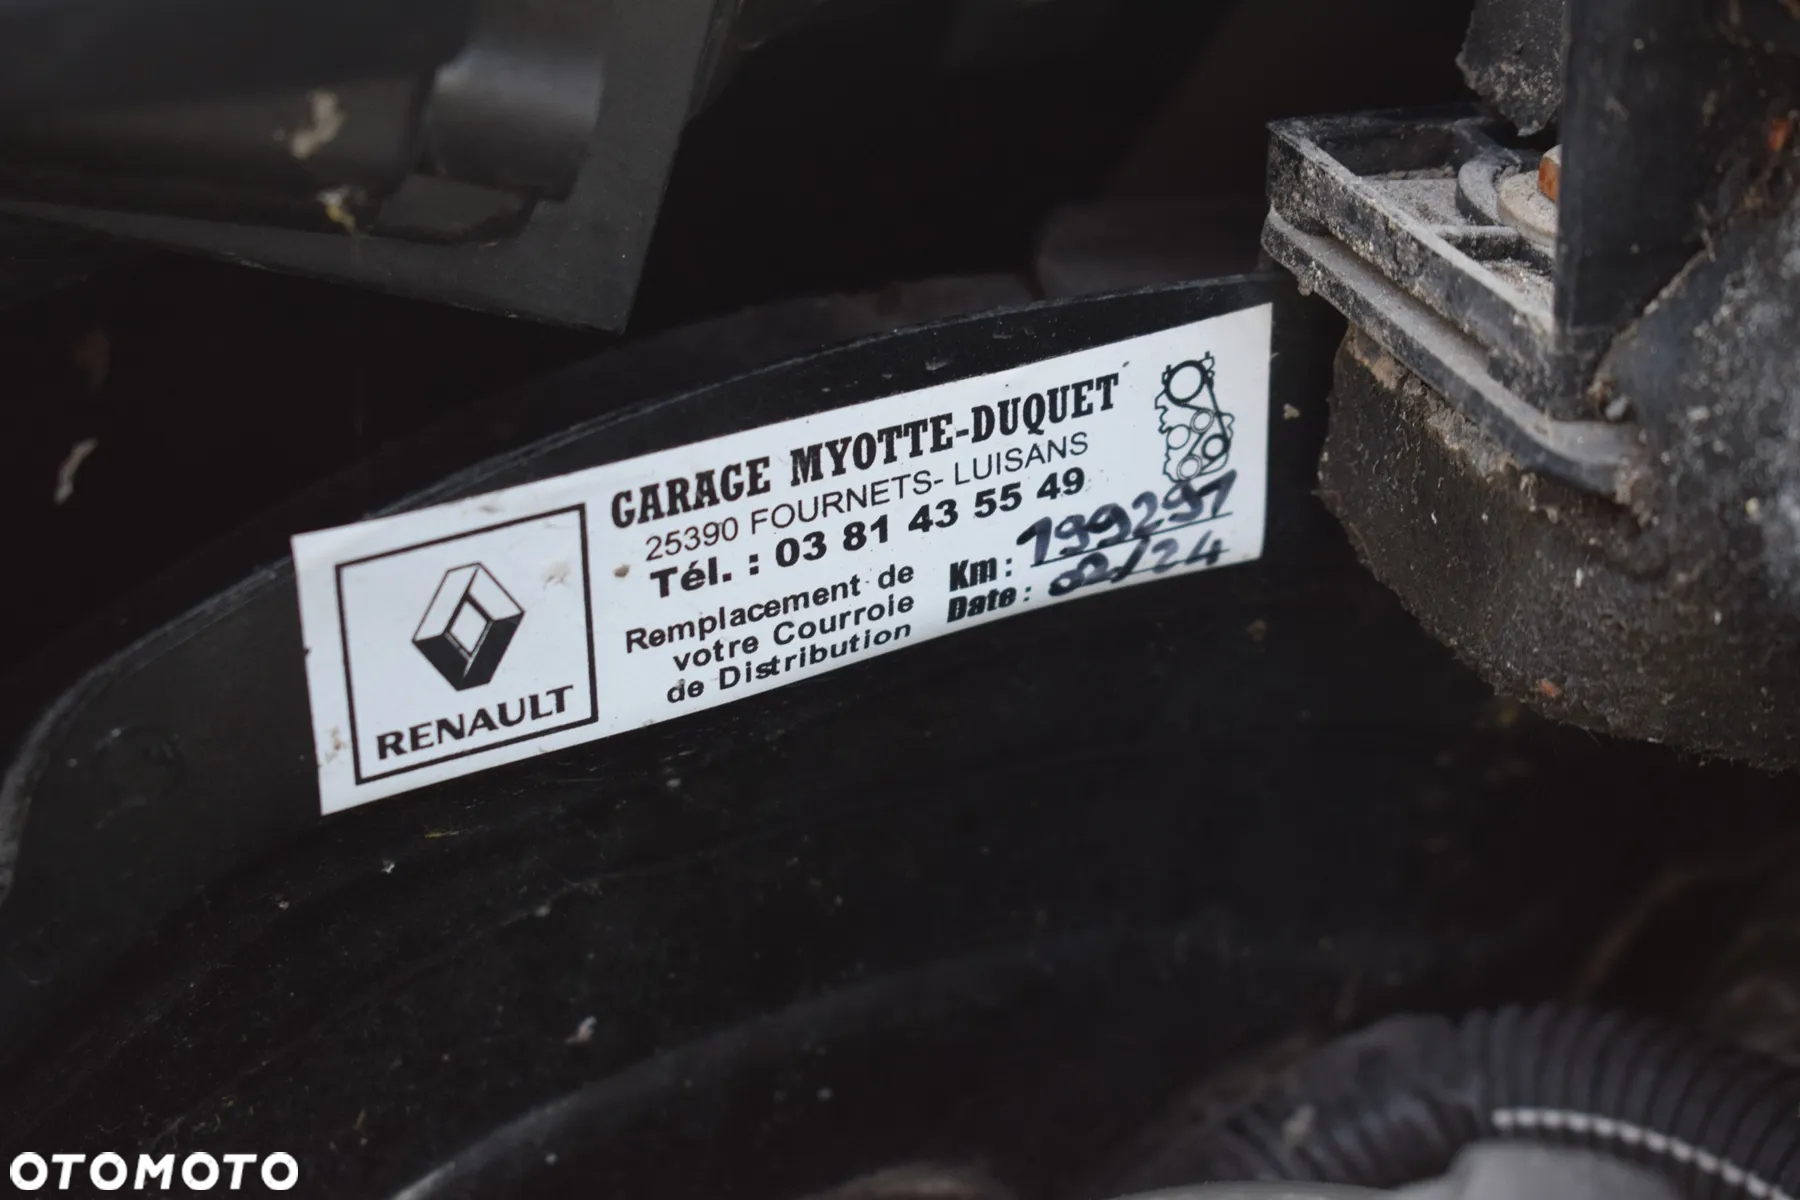 GARAGE MYOTTE-DUQUET
25390 FOURNETS- LUISANS
Tél. : 03 81 43 55 49
Remplacement de
votre Courroie
de Distribution
Km : 199297
Date : 02/24
RENAULT
OTOMOTO